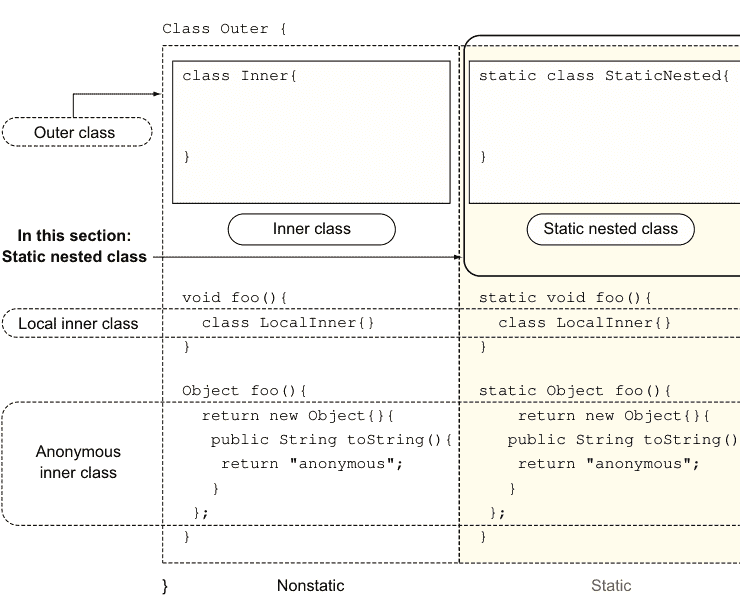 Class Outer {
class Inner{
}
Inner class
static class StaticNested{
}
Static nested class
Outer class
In this section:
Static nested class
void foo(){
class LocalInner{}
}
static void foo(){
class LocalInner{}
}
Local inner class
Object foo(){
return new Object{}{
public String toString(){
return "anonymous";
}
};
}
static Object foo(){
return new Object{}{
public String toString()
return "anonymous";
}
};
}
Anonymous
inner class
}
Nonstatic
Static